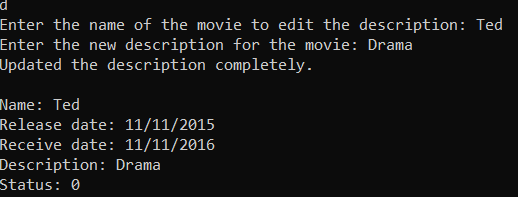 d
Enter the name of the movie to edit the description: Ted
Enter the new description for the movie: Drama
Updated the description completely.
Name: Ted
Release date: 11/11/2015
Receive date: 11/11/2016
Description: Drama
Status: 0